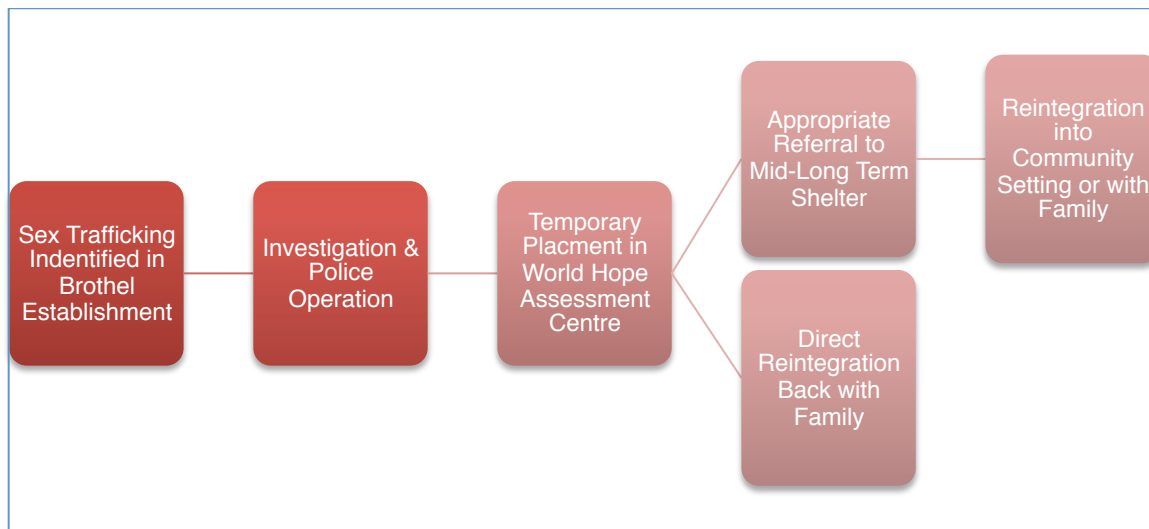 Sex Trafficking
Indentified in
Brothel
Establishment
Investigation &
Police
Operation
Temporary
Placment in
World Hope
Assessment
Centre
Appropriate
Referral to
Mid-Long Term
Shelter
Reintegration
into
Community
Setting or with
Family
Direct
Reintegration
Back with
Family